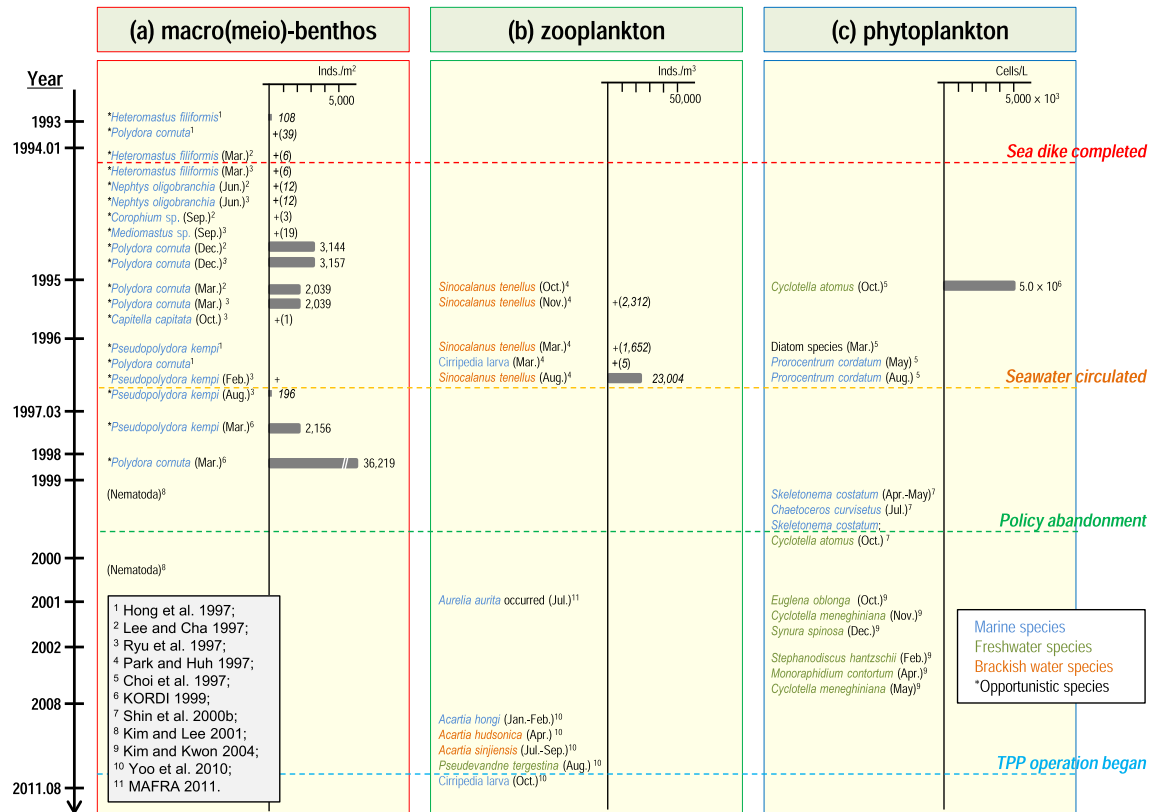 (a) macro(meio)-benthos
(b) zooplankton
(c) phytoplankton
Year
Inds./m2
5,000
Inds./m3
50,000
Cells/L
5,000 x 103
1993
*Heteromastus filiformis1 108
*Polydora cornuta1 +(39)
1994.01
*Heteromastus filiformis (Mar.)2 +(6)
Sea dike completed
*Heteromastus filiformis (Mar.)3 +(6)
*Nephtys oligobranchia (Jun.)2 +(12)
*Nephtys oligobranchia (Jun.)3 +(12)
*Corophium sp. (Sep.)2 +(3)
*Mediomastus sp. (Sep.)3 +(19)
*Polydora cornuta (Dec.)2 3,144
*Polydora cornuta (Dec.)3 3,157
1995
*Polydora cornuta (Mar.)2 2,039
Sinocalanus tenellus (Oct.)4
Cyclotella atomus (Oct.)5 5.0 x 106
*Polydora cornuta (Mar.) 3 2,039
Sinocalanus tenellus (Nov.)4 +(2,312)
*Capitella capitata (Oct.) 3 +(1)
1996
*Pseudopolydora kempi1
Sinocalanus tenellus (Mar.)4 +(1,652)
Diatom species (Mar.)5
*Polydora cornuta1
Cirripedia larva (Mar.)4 +(5)
Prorocentrum cordatum (May) 5
*Pseudopolydora kempi (Feb.)3 +
Sinocalanus tenellus (Aug.)4 23,004
Prorocentrum cordatum (Aug.) 5
Seawater circulated
*Pseudopolydora kempi (Aug.)3 196
1997.03
*Pseudopolydora kempi (Mar.)6 2,156
1998
*Polydora cornuta (Mar.)6 36,219
1999
(Nematoda)8
Skeletonema costatum (Apr.-May)7
Chaetoceros curvisetus (Jul.)7
Skeletonema costatum;
Policy abandonment
Cyclotella atomus (Oct.) 7
2000
(Nematoda)8
2001
Aurelia aurita occurred (Jul.)11
Euglena oblonga (Oct.)9
Cyclotella meneghiniana (Nov.)9
Synura spinosa (Dec.)9
2002
Stephanodiscus hantzschii (Feb.)9
Monoraphidium contortum (Apr.)9
Cyclotella meneghiniana (May)9
2008
Acartia hongi (Jan.-Feb.)10
Acartia hudsonica (Apr.) 10
Acartia sinjiensis (Jul.-Sep.)10
Pseudevandne tergestina (Aug.) 10
TPP operation began
Cirripedia larva (Oct.)10
2011.08
1 Hong et al. 1997;
2 Lee and Cha 1997;
3 Ryu et al. 1997;
4 Park and Huh 1997;
5 Choi et al. 1997;
6 KORDI 1999;
7 Shin et al. 2000b;
8 Kim and Lee 2001;
9 Kim and Kwon 2004;
10 Yoo et al. 2010;
11 MAFRA 2011.
Marine species
Freshwater species
Brackish water species
*Opportunistic species